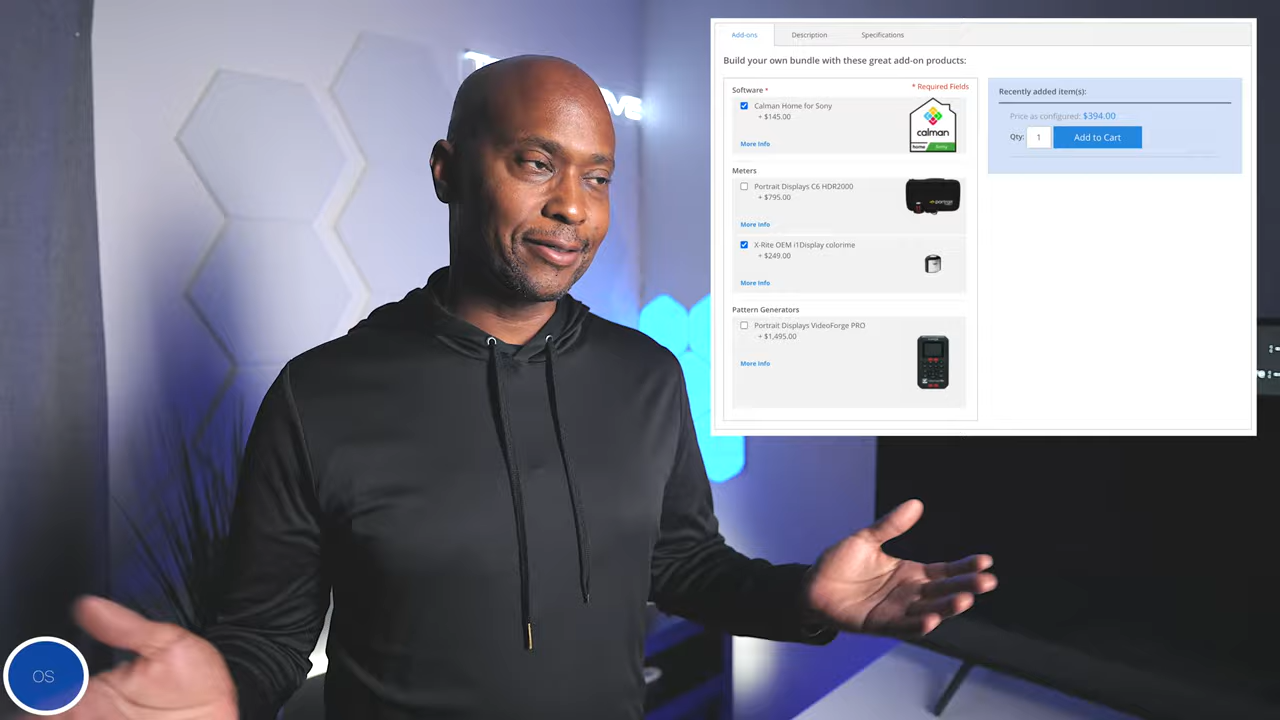 Add-ons Description Specifications
Build your own bundle with these great add-on products:
Software *
* Required Fields
Calman Home for Sony
+ $145.00
More Info
calman
home for Sony
Meters
Portrait Displays C6 HDR2000
+ $795.00
More Info
X-Rite OEM i1Display colorime
+ $249.00
More Info
Pattern Generators
Portrait Displays VideoForge PRO
+ $1,495.00
More Info
Recently added item(s):
Price as configured: $394.00
Qty: 1 Add to Cart
OS